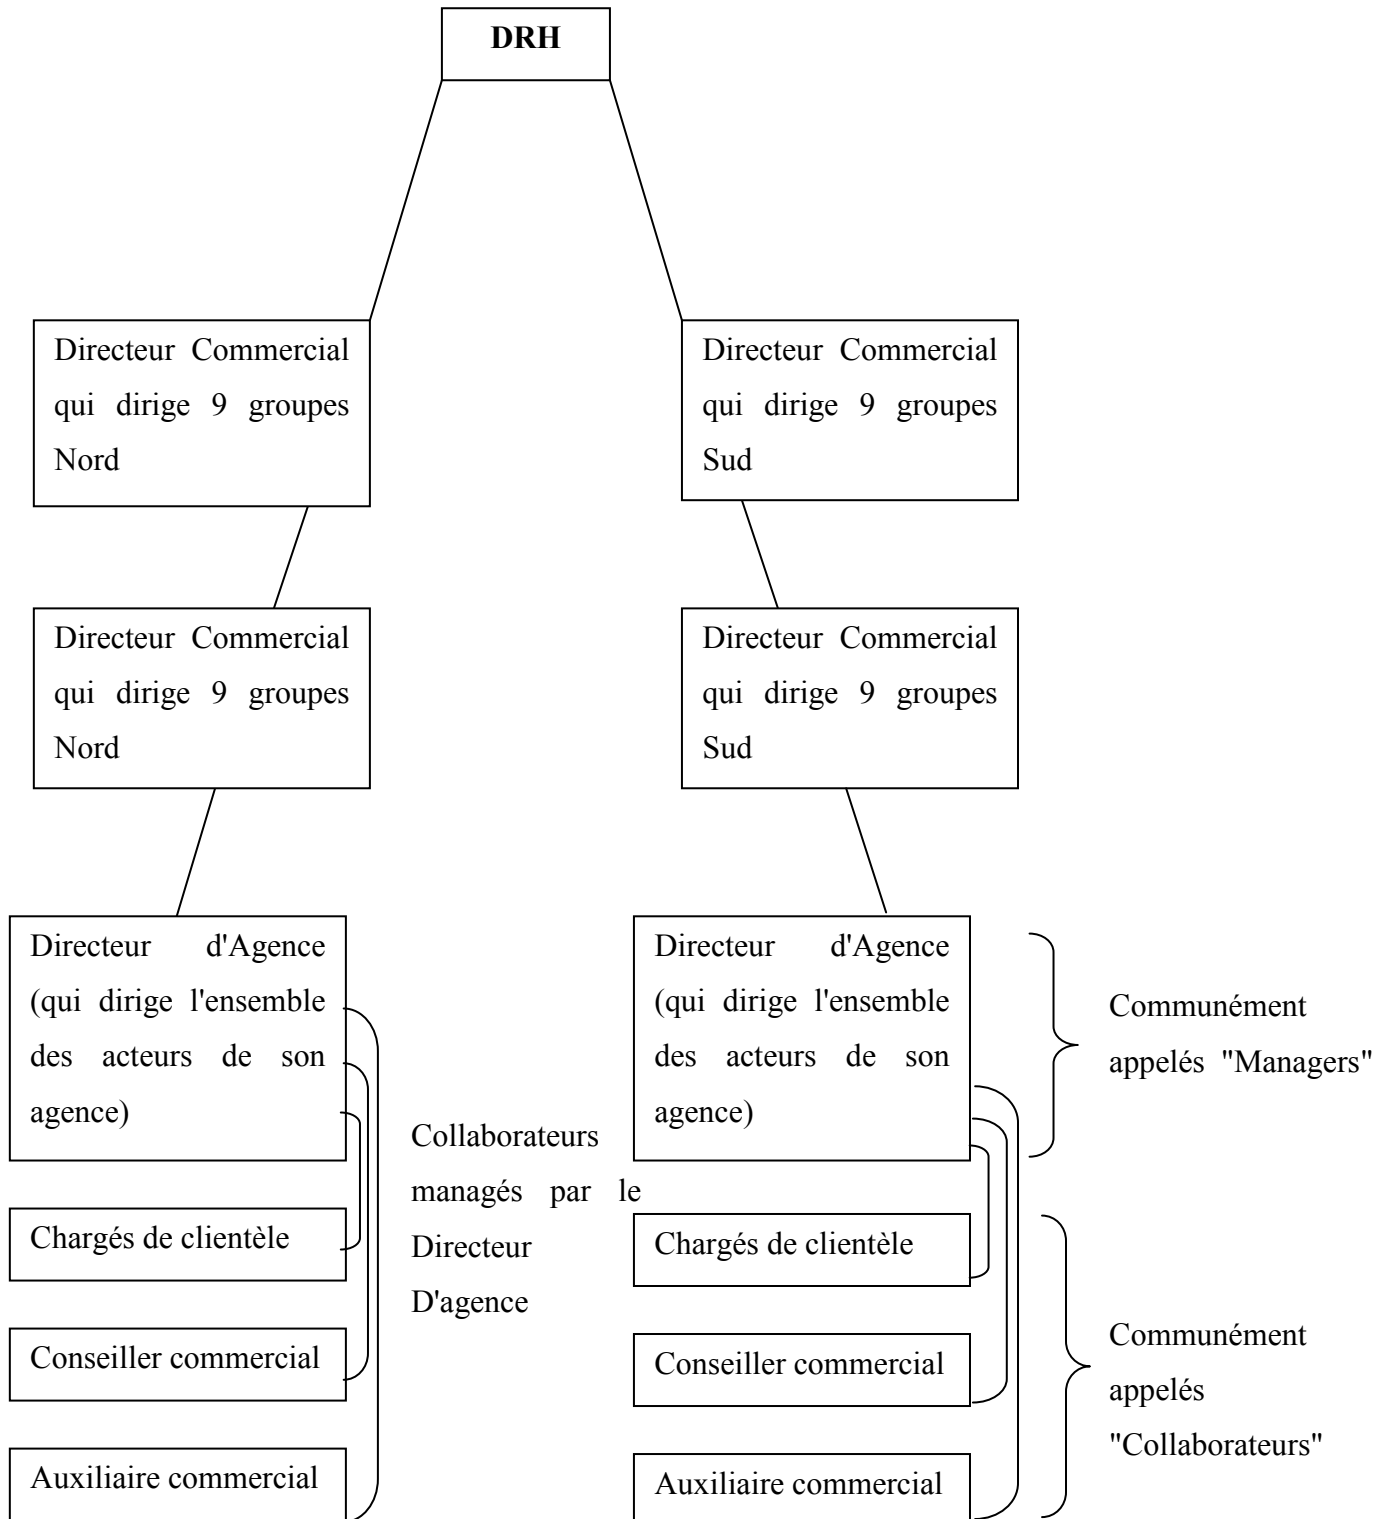 DRH
Directeur Commercial
qui dirige 9 groupes
Nord
Directeur Commercial
qui dirige 9 groupes
Sud
Directeur Commercial
qui dirige 9 groupes
Nord
Directeur Commercial
qui dirige 9 groupes
Sud
Directeur d'Agence
(qui dirige l'ensemble
des acteurs de son
agence)
Collaborateurs
managés par le
Directeur
D'agence
Directeur d'Agence
(qui dirige l'ensemble
des acteurs de son
agence)
Communément
appelés "Managers"
Chargés de clientèle
Conseiller commercial
Auxiliaire commercial
Chargés de clientèle
Conseiller commercial
Auxiliaire commercial
Communément
appelés
"Collaborateurs"